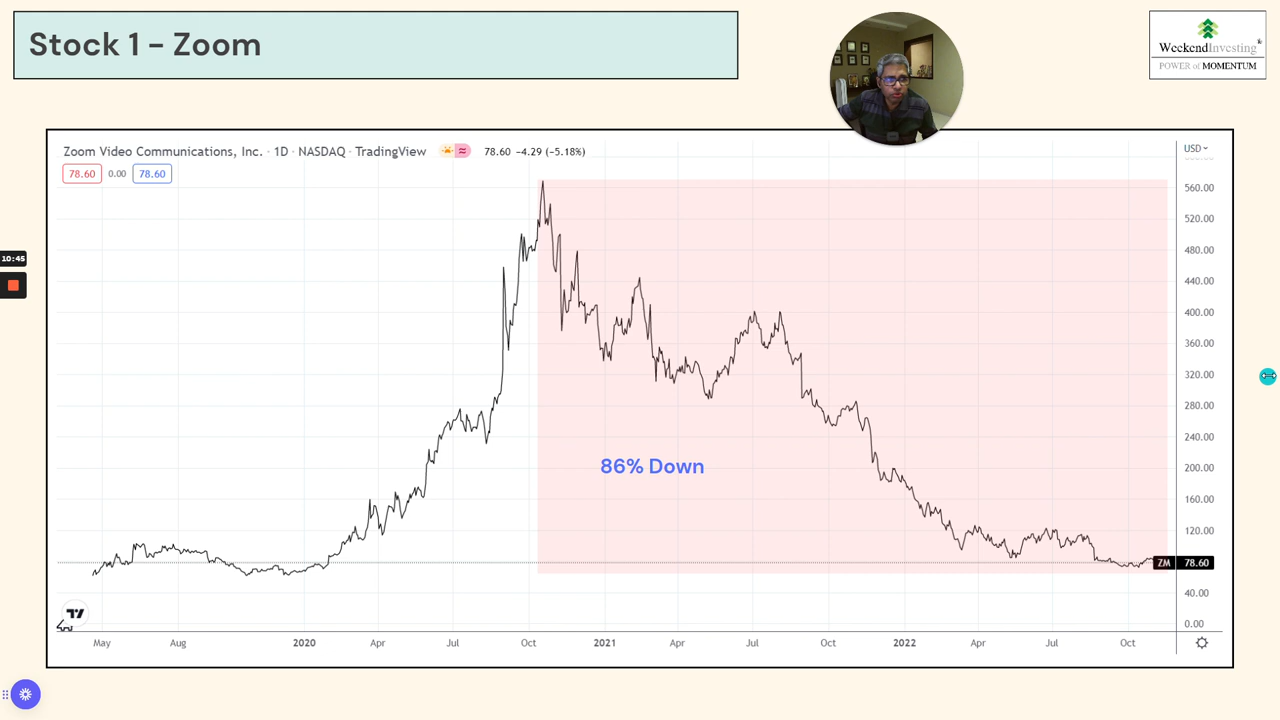 Stock 1 - Zoom
WeekendInvesting
POWER of MOMENTUM
Zoom Video Communications, Inc. · 1D · NASDAQ · TradingView 78.60 −4.29 (−5.18%)
78.60 0.00 78.60
USD
560.00
520.00
480.00
440.00
400.00
360.00
320.00
280.00
240.00
200.00
160.00
120.00
ZM 78.60
40.00
0.00
10:45
86% Down
May Aug 2020 Apr Jul Oct 2021 Apr Jul Oct 2022 Apr Jul Oct